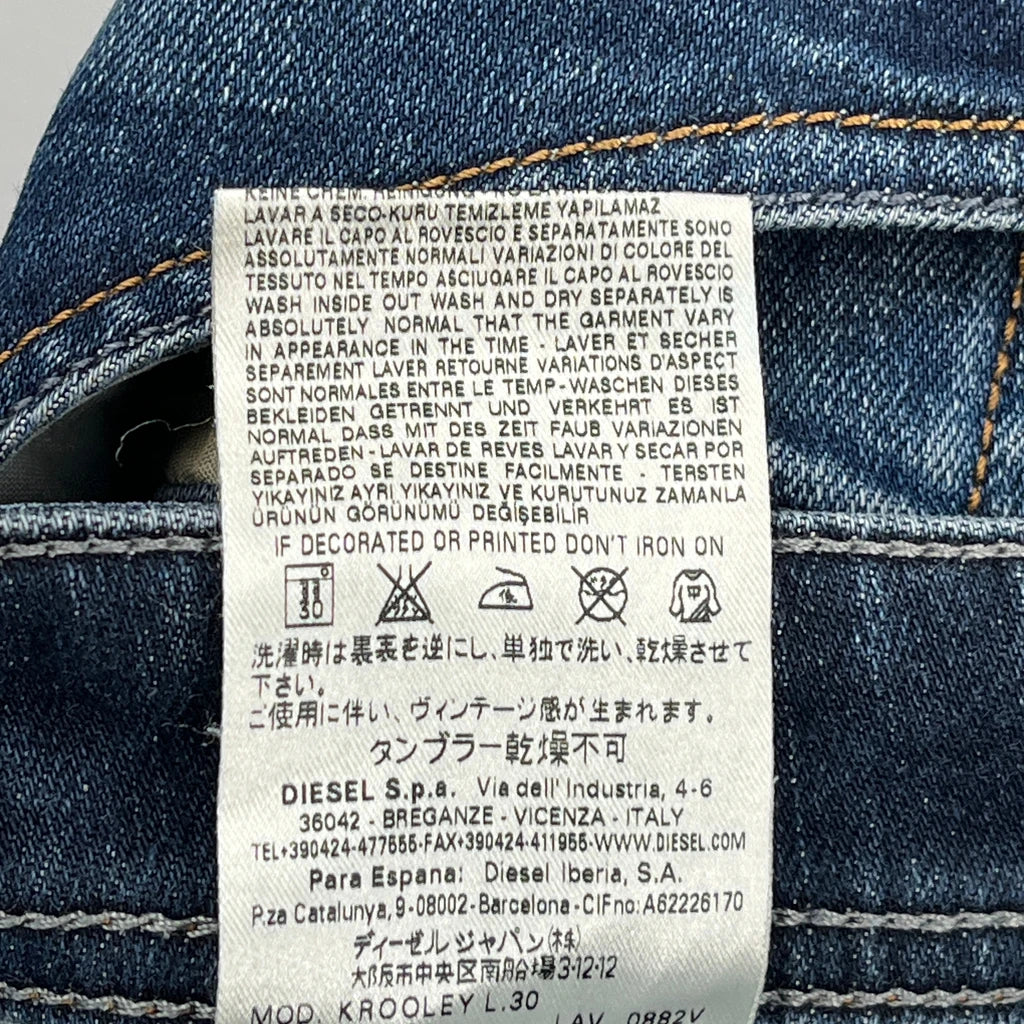 KEINE CHEM. REINIGUNG
LAVAR A SECO-KURU TEMIZLEME YAPILAMAZ
LAVARE IL CAPO AL ROVESCIO E SEPARATAMENTE SONO
ASSOLUTAMENTE NORMALI VARIAZIONI DI COLORE DEL
TESSUTO NEL TEMPO ASCIUGARE IL CAPO AL ROVESCIO
WASH INSIDE OUT WASH AND DRY SEPARATELY IS
ABSOLUTELY NORMAL THAT THE GARMENT VARY
IN APPEARANCE IN THE TIME - LAVER ET SECHER
SEPAREMENT LAVER RETOURNE VARIATIONS D'ASPECT
SONT NORMALES ENTRE LE TEMP-WASCHEN DIESES
BEKLEIDEN GETRENNT UND VERKEHRT ES IST
NORMAL DASS MIT DES ZEIT FAUB VARIAZIONEN
AUFTREDEN-LAVAR DE REVES LAVAR Y SECAR POR
SEPARADO SE DESTINE FACILMENTE - TERSTEN
YIKAYINIZ AYRI YIKAYINIZ VE KURUTUNUZ ZAMANLA
ÜRÜNÜN GÖRÜNÜMÜ DEĞİŞEBİLİR
IF DECORATED OR PRINTED DON'T IRON ON
30 低 中
洗濯時は裏表を逆にし、単独で洗い、乾燥させて
下さい。
ご使用に伴い、ヴィンテージ感が生まれます。
タンブラー乾燥不可
DIESEL S.p.a. Via dell' Industria, 4-6
36042 - BREGANZE - VICENZA - ITALY
TEL+390424-477555-FAX+390424-411955-WWW.DIESEL.COM
Para Espana: Diesel Iberia, S.A.
P.za Catalunya,9-08002-Barcelona-CIFno:A62226170
ディーゼルジャパン(株)
大阪市中央区南船場3-12-12
MOD. KROOLEY L.30
LAV. 0882V